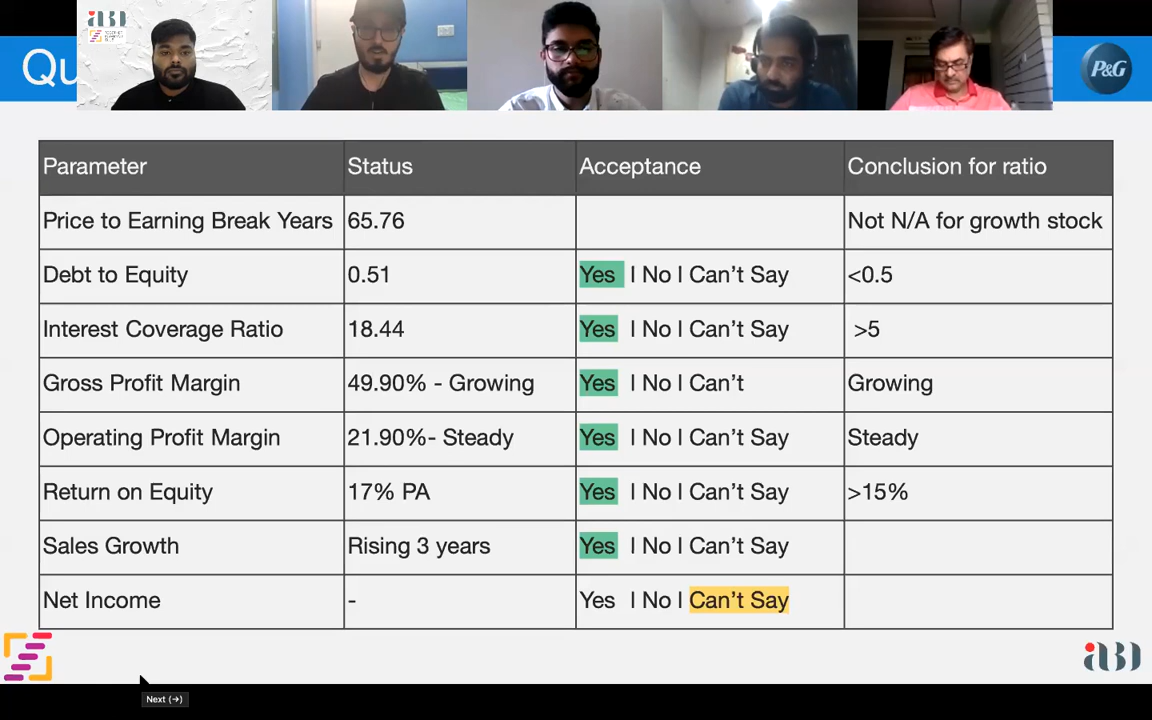 aBI
Qu
P&G
Parameter Status Acceptance Conclusion for ratio
Price to Earning Break Years 65.76 Not N/A for growth stock
Debt to Equity 0.51 Yes I No I Can't Say <0.5
Interest Coverage Ratio 18.44 Yes I No I Can't Say >5
Gross Profit Margin 49.90% - Growing Yes I No I Can't Growing
Operating Profit Margin 21.90%- Steady Yes I No I Can't Say Steady
Return on Equity 17% PA Yes I No I Can't Say >15%
Sales Growth Rising 3 years Yes I No I Can't Say
Net Income - Yes I No I Can't Say
aBI
Next (→)